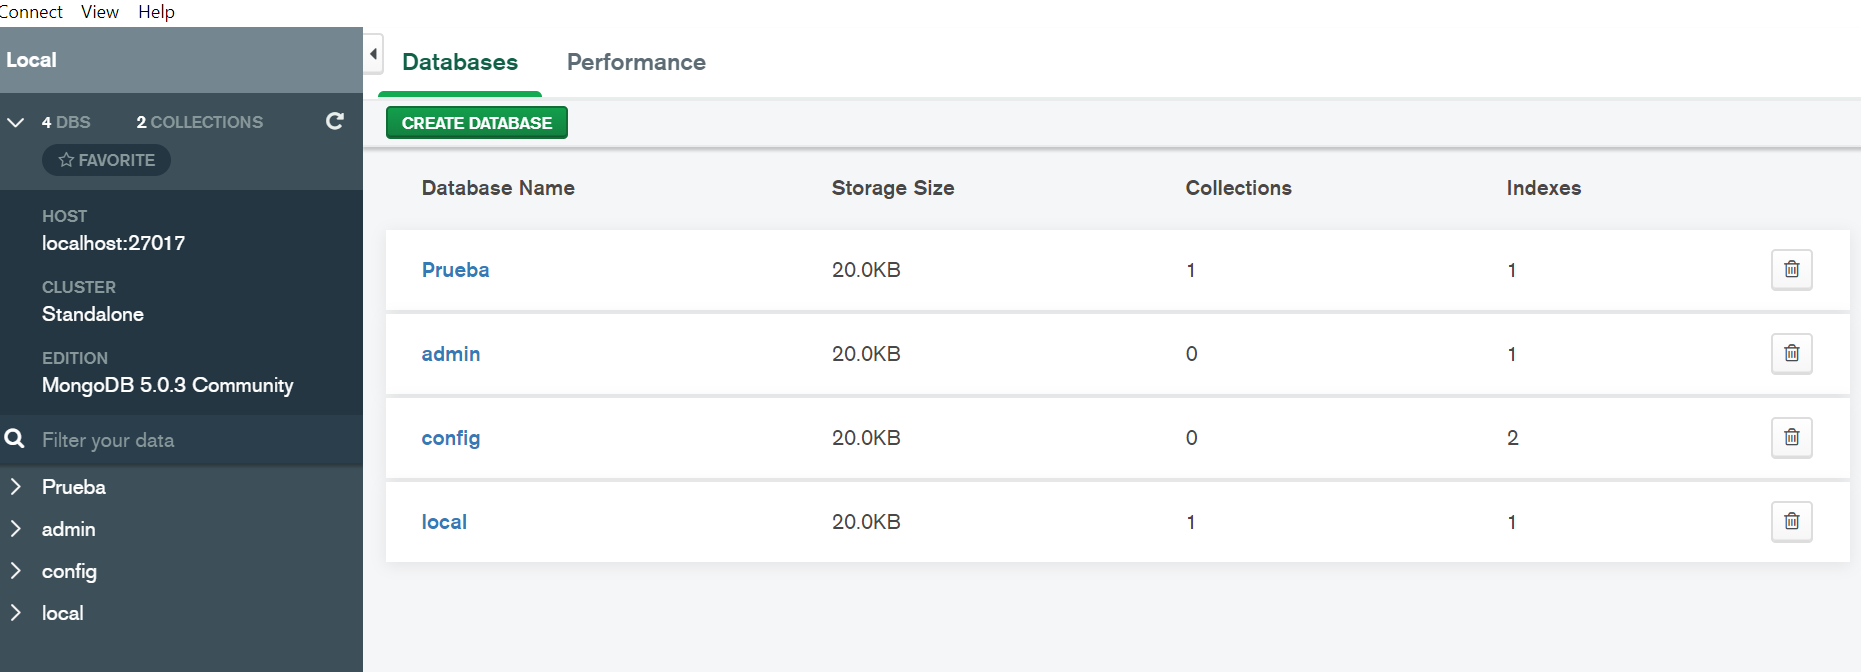 Connect View Help
Local
4 DBS 2 COLLECTIONS
FAVORITE
HOST
localhost:27017
CLUSTER
Standalone
EDITION
MongoDB 5.0.3 Community
Filter your data
Prueba
admin
config
local
Databases Performance
CREATE DATABASE
Database Name Storage Size Collections Indexes
Prueba 20.0KB 1 1
admin 20.0KB 0 1
config 20.0KB 0 2
local 20.0KB 1 1